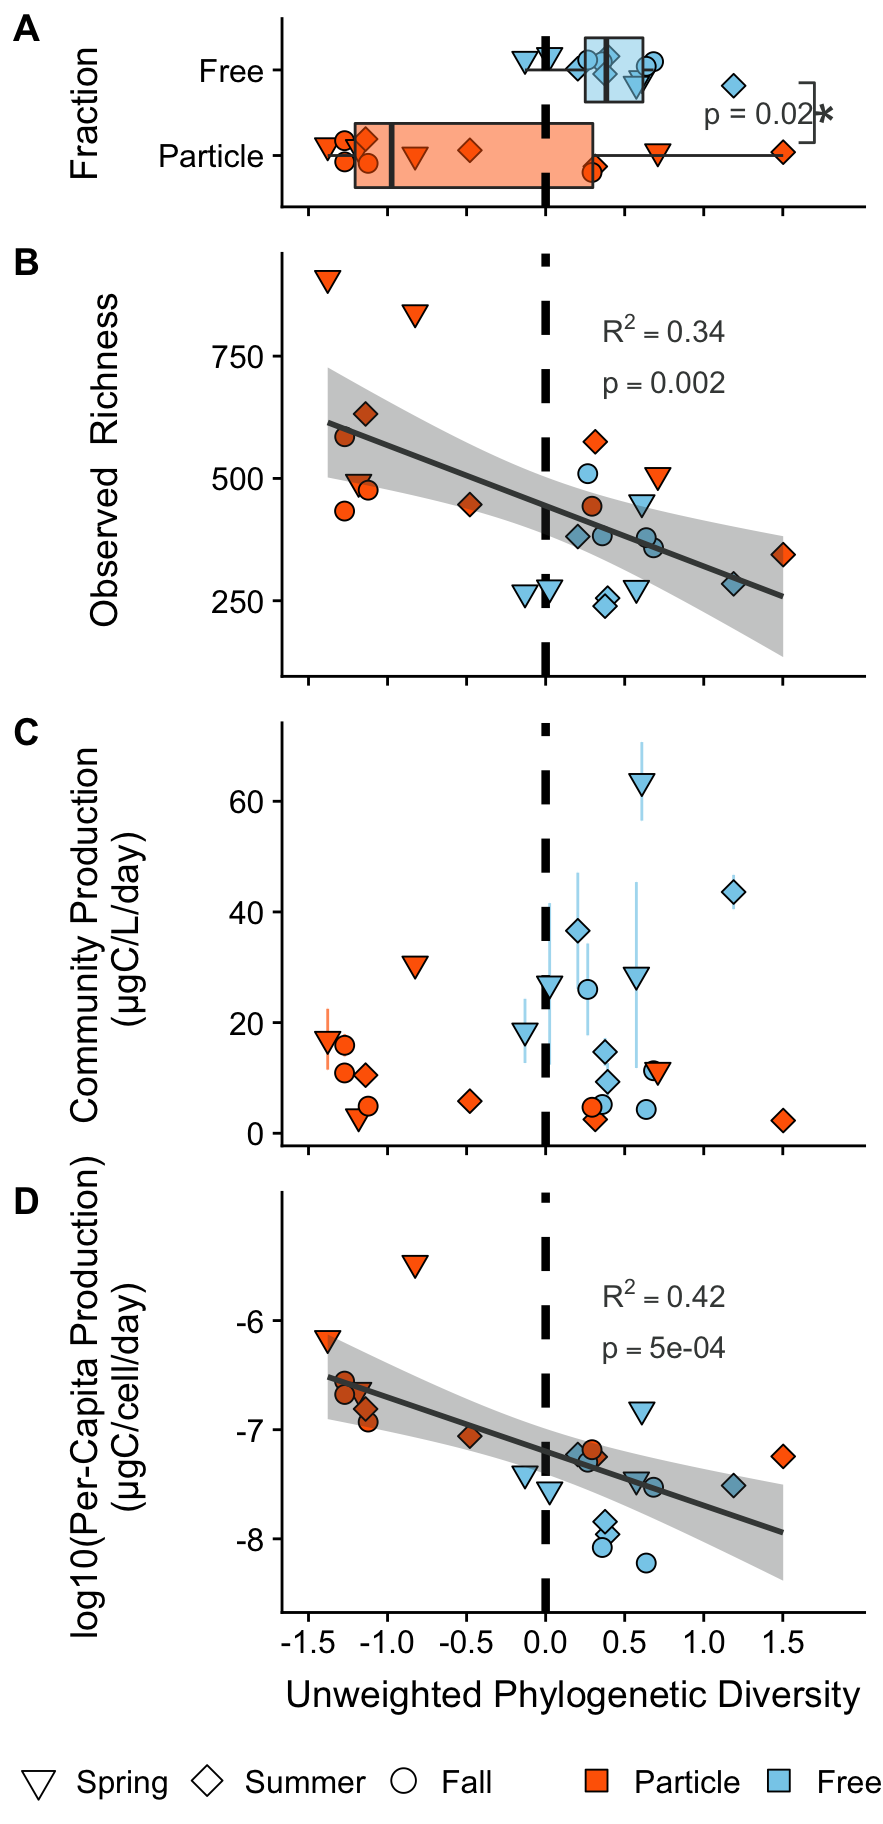 A
Fraction
Free
Particle
p = 0.02
*
B
Observed Richness
750
500
250
R2 = 0.34
p = 0.002
C
Community Production
(µgC/L/day)
60
40
20
0
D
log10(Per-Capita Production)
(µgC/cell/day)
-6
-7
-8
R2 = 0.42
p = 5e-04
-1.5 -1.0 -0.5 0.0 0.5 1.0 1.5
Unweighted Phylogenetic Diversity
Spring Summer Fall Particle Free